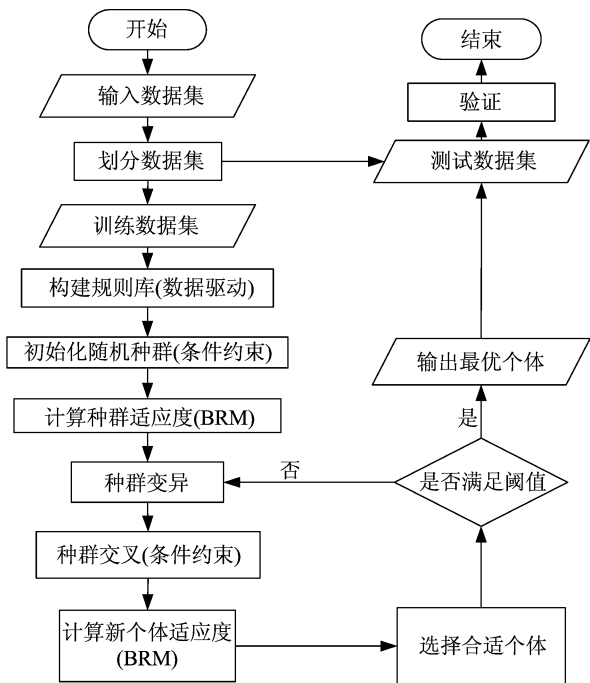 开始
输入数据集
划分数据集
训练数据集
构建规则库(数据驱动)
初始化随机种群(条件约束)
计算种群适应度(BRM)
种群变异
种群交叉(条件约束)
计算新个体适应度
(BRM)
选择合适个体
是否满足阈值
否
是
输出最优个体
测试数据集
验证
结束